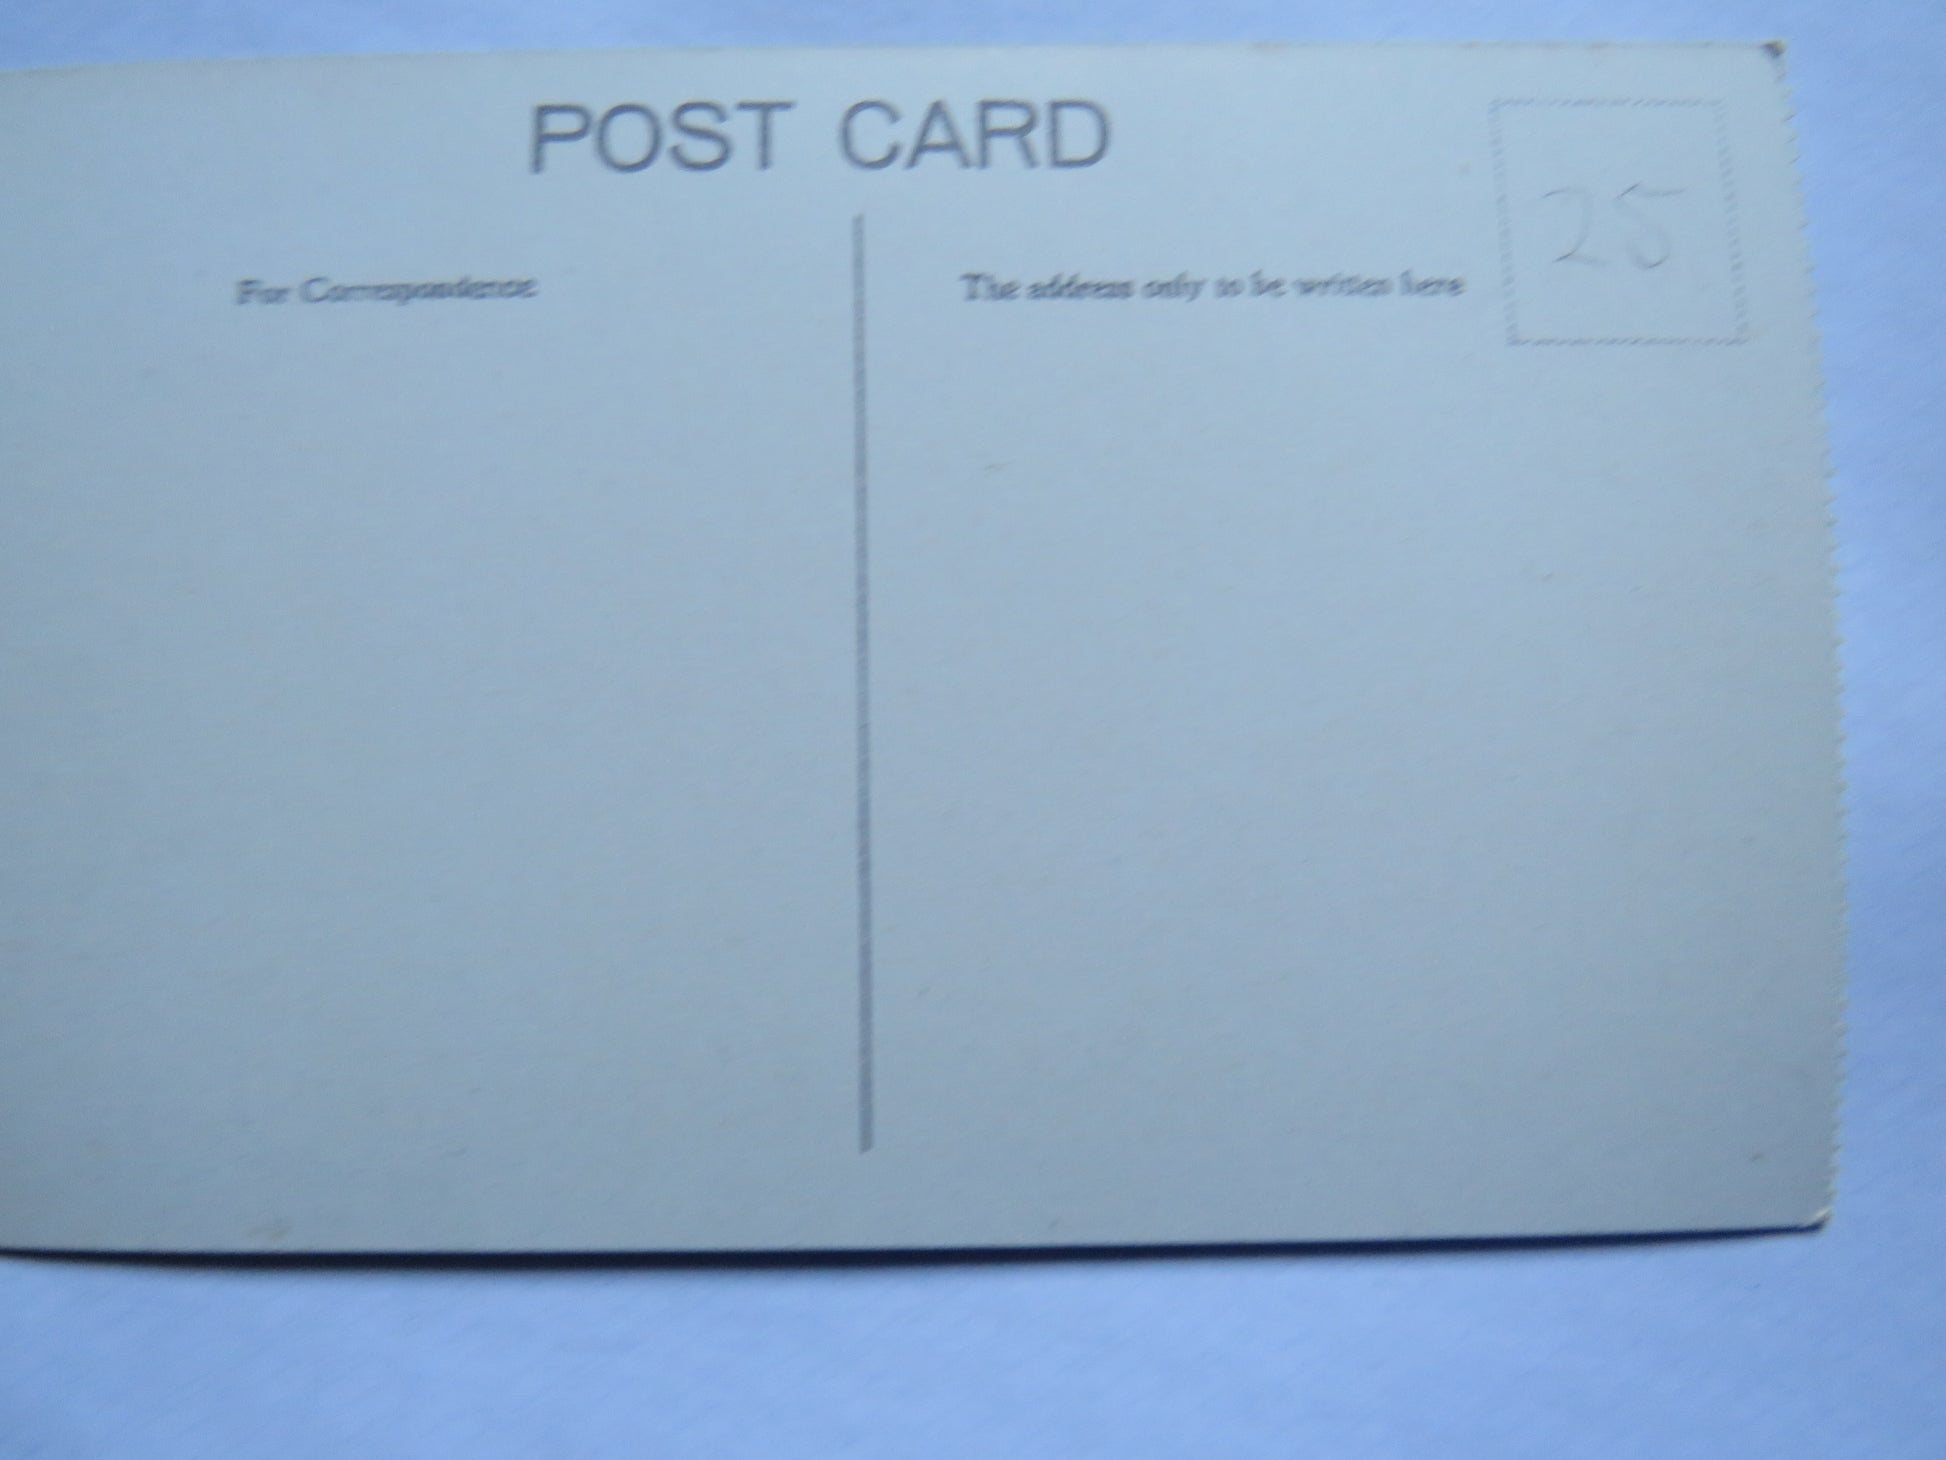 POST CARD
25
For Correspondence
The address only to be written here